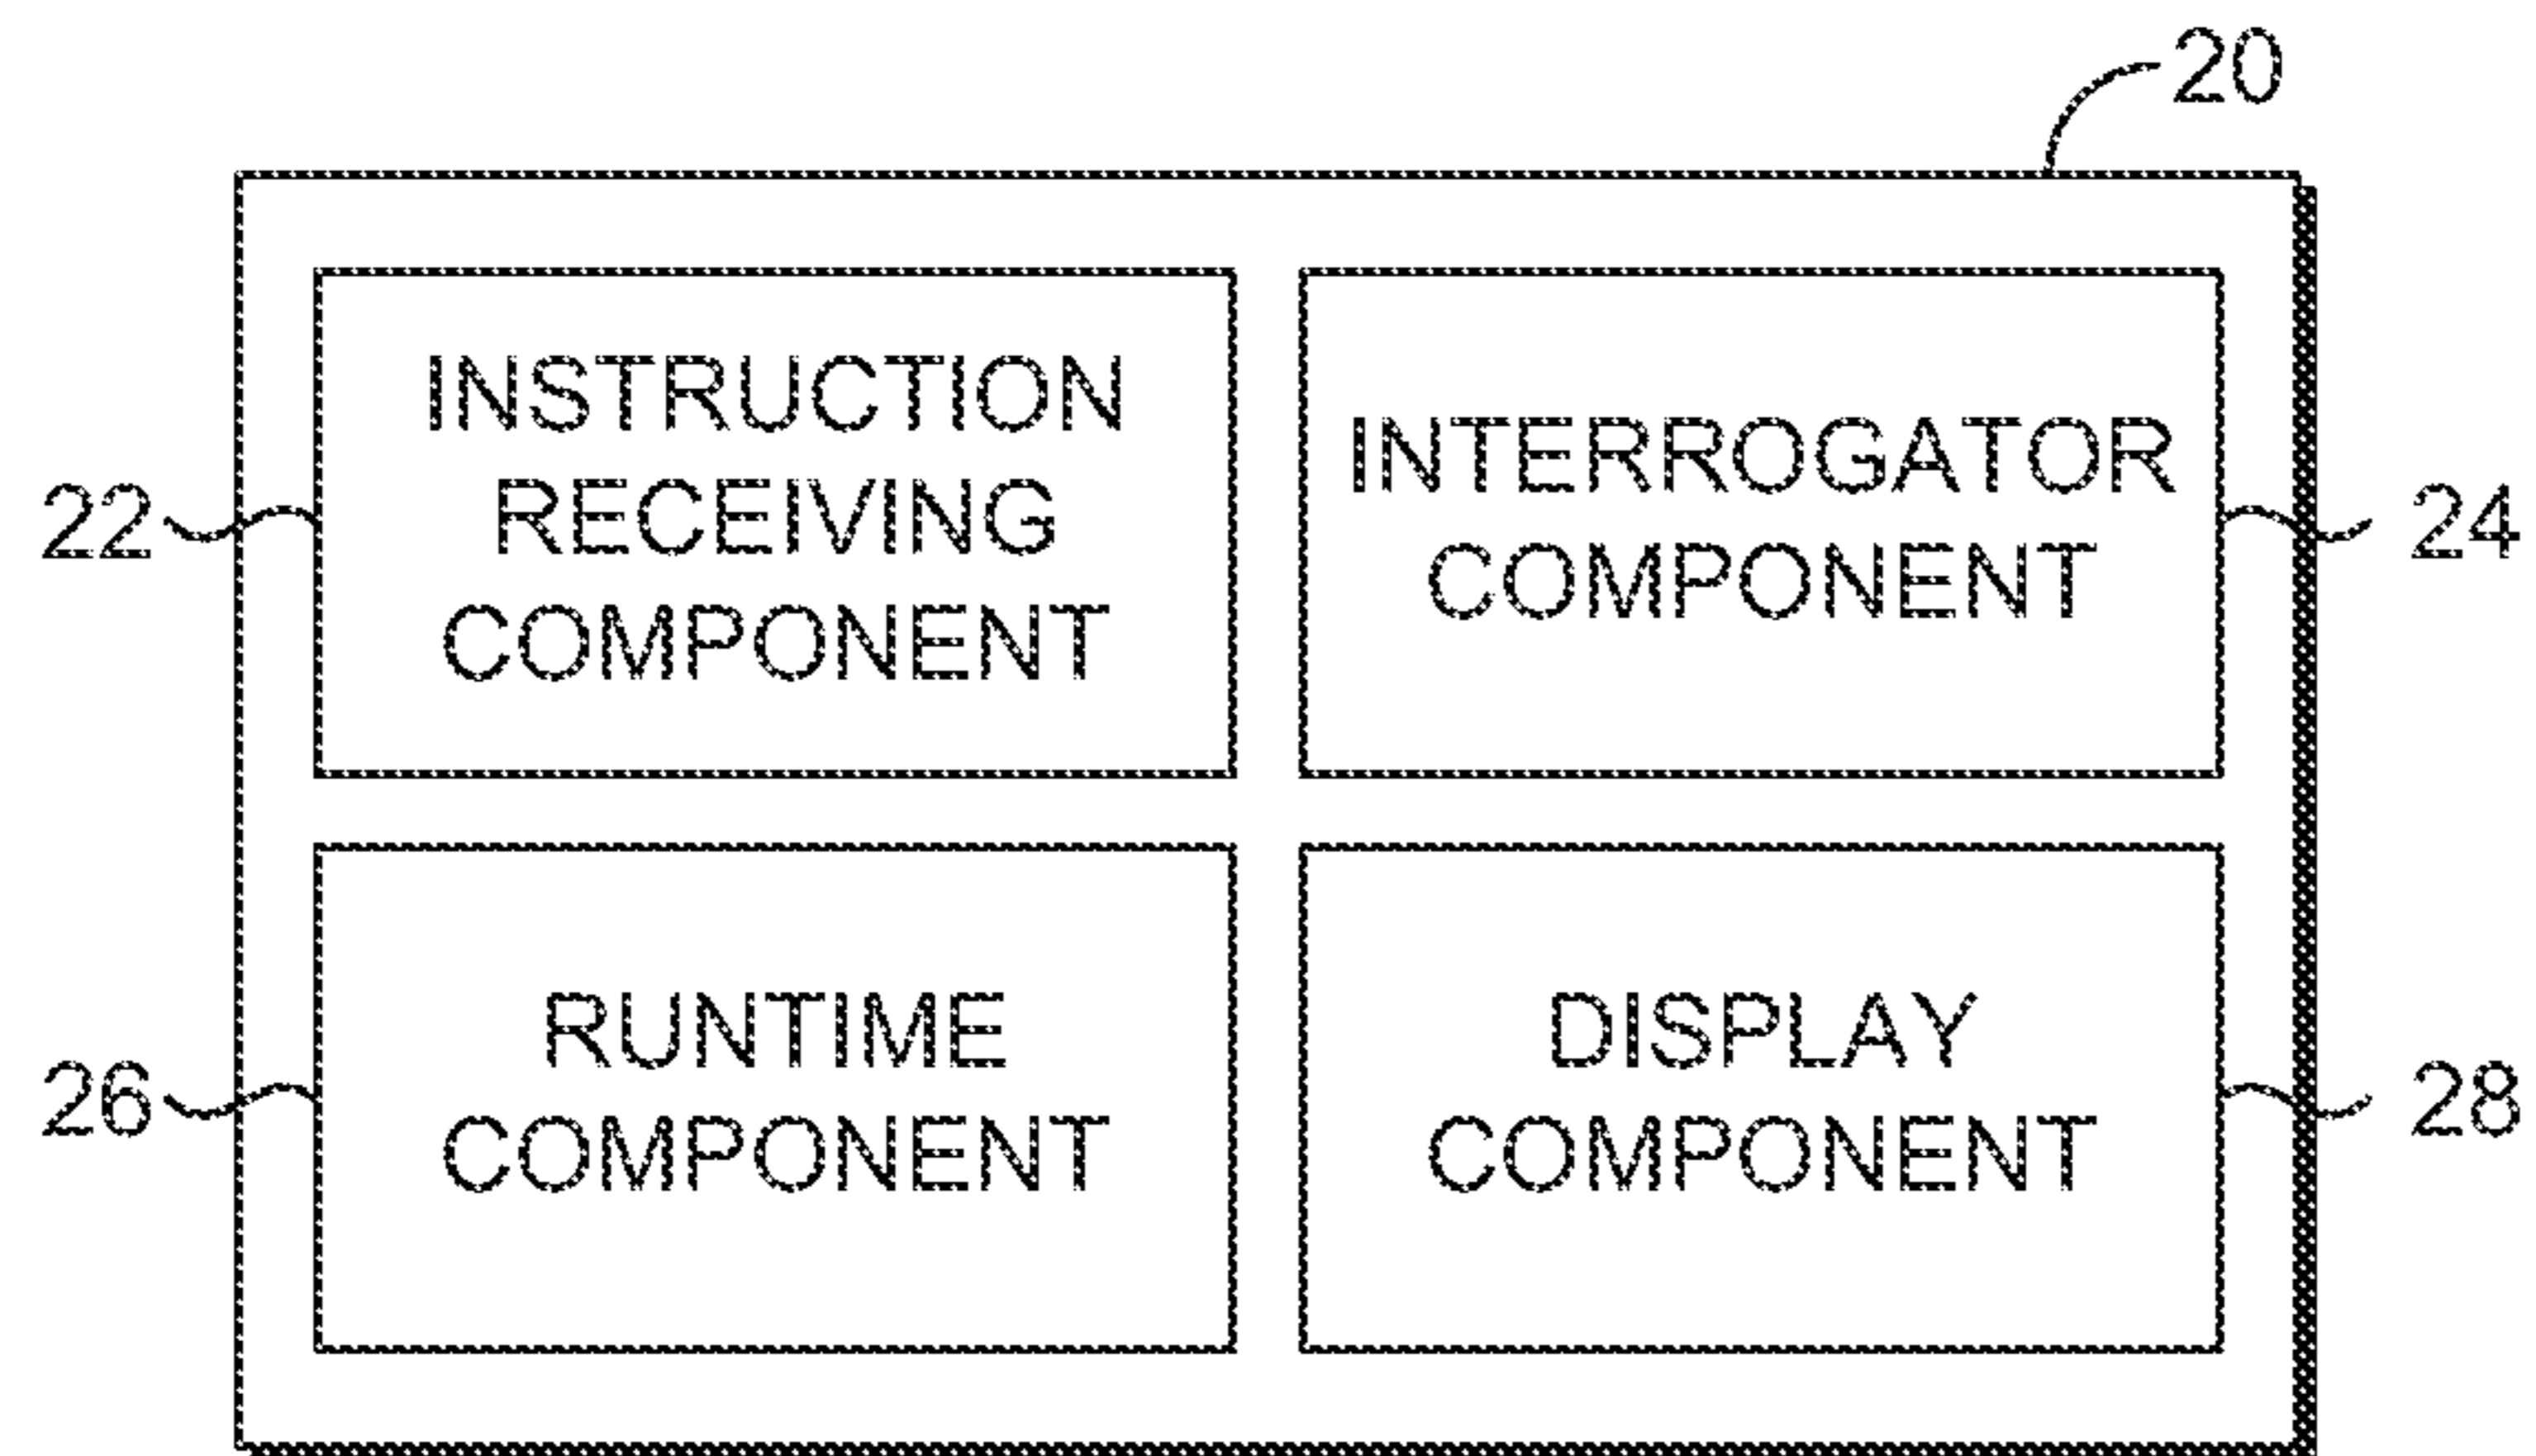 20
INSTRUCTION
RECEIVING
COMPONENT
22
INTERROGATOR
COMPONENT
24
RUNTIME
COMPONENT
26
DISPLAY
COMPONENT
28